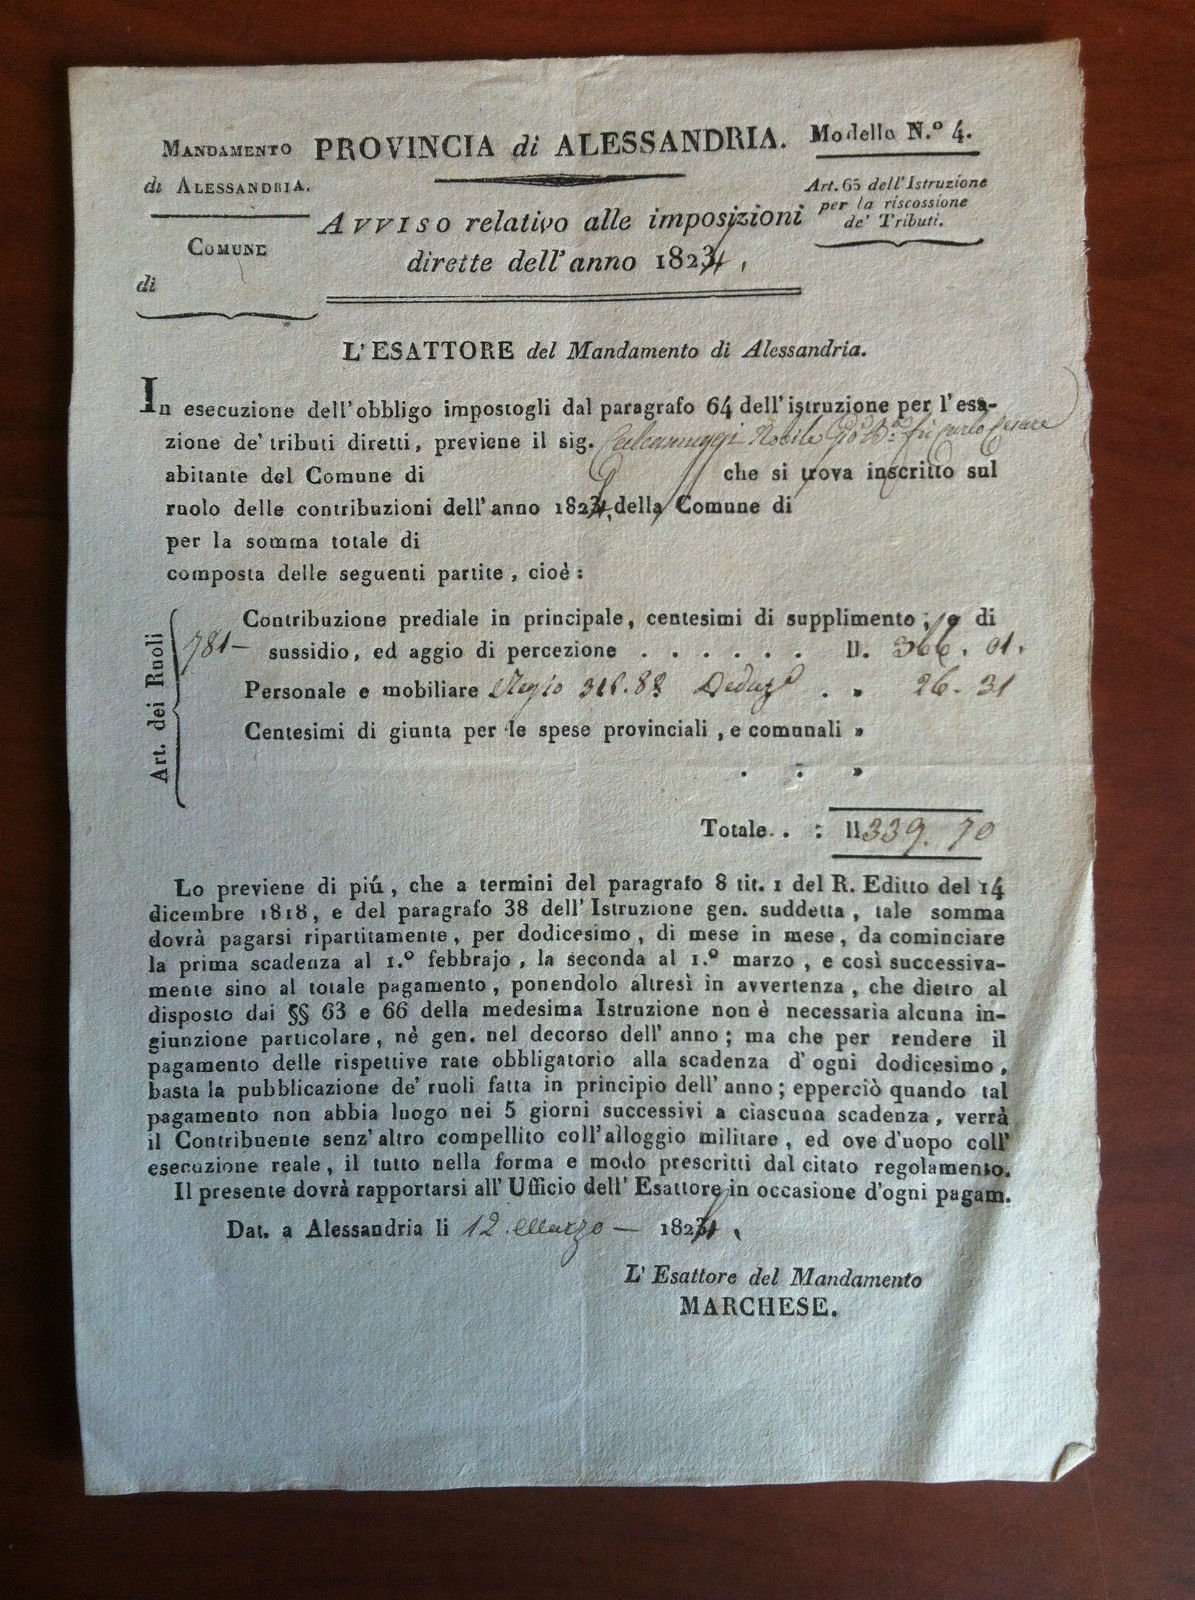 MANDAMENTO
di ALESSANDRIA.
COMUNE
di
PROVINCIA di ALESSANDRIA.
AVVISO relativo alle imposizioni
dirette dell'anno 1824.
Modello N.º 4.
Art. 65 dell'Istruzione
per la riscossione
de' Tributi.
L'ESATTORE del Mandamento di Alessandria.
In esecuzione dell'obbligo impostogli dal paragrafo 64 dell'istruzione per l'esa-
zione de' tributi diretti, previene il sig. Nobile fù Carlo Cesare
abitante del Comune di che si trova inscritto sul
ruolo delle contribuzioni dell'anno 1824, della Comune di
per la somma totale di
composta delle seguenti partite, cioè:
Art. dei Ruoli
Contribuzione prediale in principale, centesimi di supplimento, e di
781 — sussidio, ed aggio di percezione . . . . . . ll. 366. 01.
Personale e mobiliare 318.83 . » 26. 31
Centesimi di giunta per le spese provinciali, e comunali »
. : »
Totale. . : ll 339. 70
Lo previene di più, che a termini del paragrafo 8 tit. 1 del R. Editto del 14
dicembre 1818, e del paragrafo 38 dell'Istruzione gen. suddetta, tale somma
dovrà pagarsi ripartitamente, per dodicesimo, di mese in mese, da cominciare
la prima scadenza al 1.º febbrajo, la seconda al 1.º marzo, e così successiva-
mente sino al totale pagamento, ponendolo altresì in avvertenza, che dietro al
disposto dai §§ 63 e 66 della medesima Istruzione non è necessaria alcuna in-
giunzione particolare, nè gen. nel decorso dell'anno; ma che per rendere il
pagamento delle rispettive rate obbligatorio alla scadenza d'ogni dodicesimo,
basta la pubblicazione de' ruoli fatta in principio dell'anno; epperciò quando tal
pagamento non abbia luogo nei 5 giorni successivi a ciascuna scadenza, verrà
il Contribuente senz'altro compellito coll'alloggio militare, ed ove d'uopo coll'
esecuzione reale, il tutto nella forma e modo prescritti dal citato regolamento.
Il presente dovrà rapportarsi all'Ufficio dell'Esattore in occasione d'ogni pagam.
Dat. a Alessandria li 12. Marzo — 1824.
L'Esattore del Mandamento
MARCHESE.